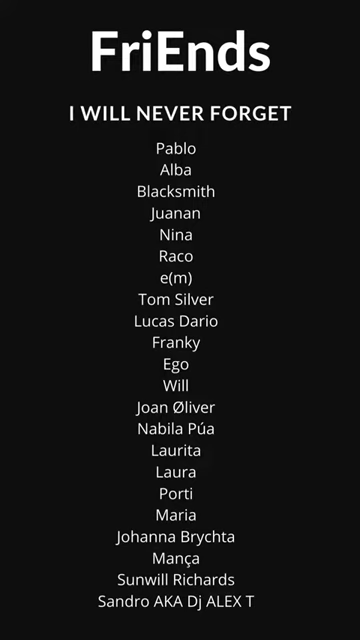 FriEnds
I WILL NEVER FORGET
Pablo
Alba
Blacksmith
Juanan
Nina
Raco
e(m)
Tom Silver
Lucas Dario
Franky
Ego
Will
Joan Øliver
Nabila Púa
Laurita
Laura
Porti
Maria
Johanna Brychta
Mança
Sunwill Richards
Sandro AKA Dj ALEX T